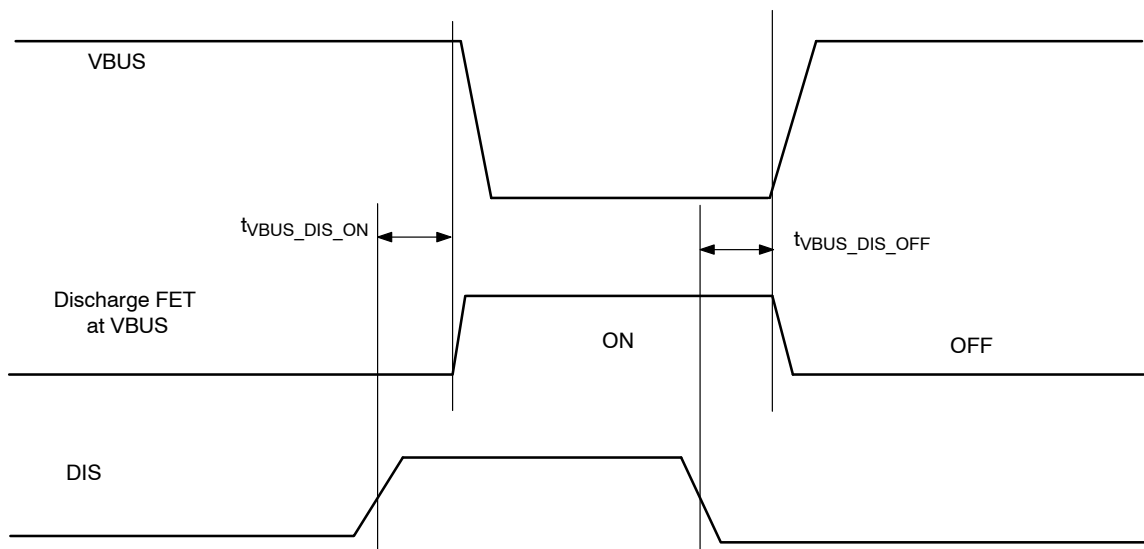 VBUS
tVBUS_DIS_ON
tVBUS_DIS_OFF
Discharge FET
at VBUS
ON
OFF
DIS